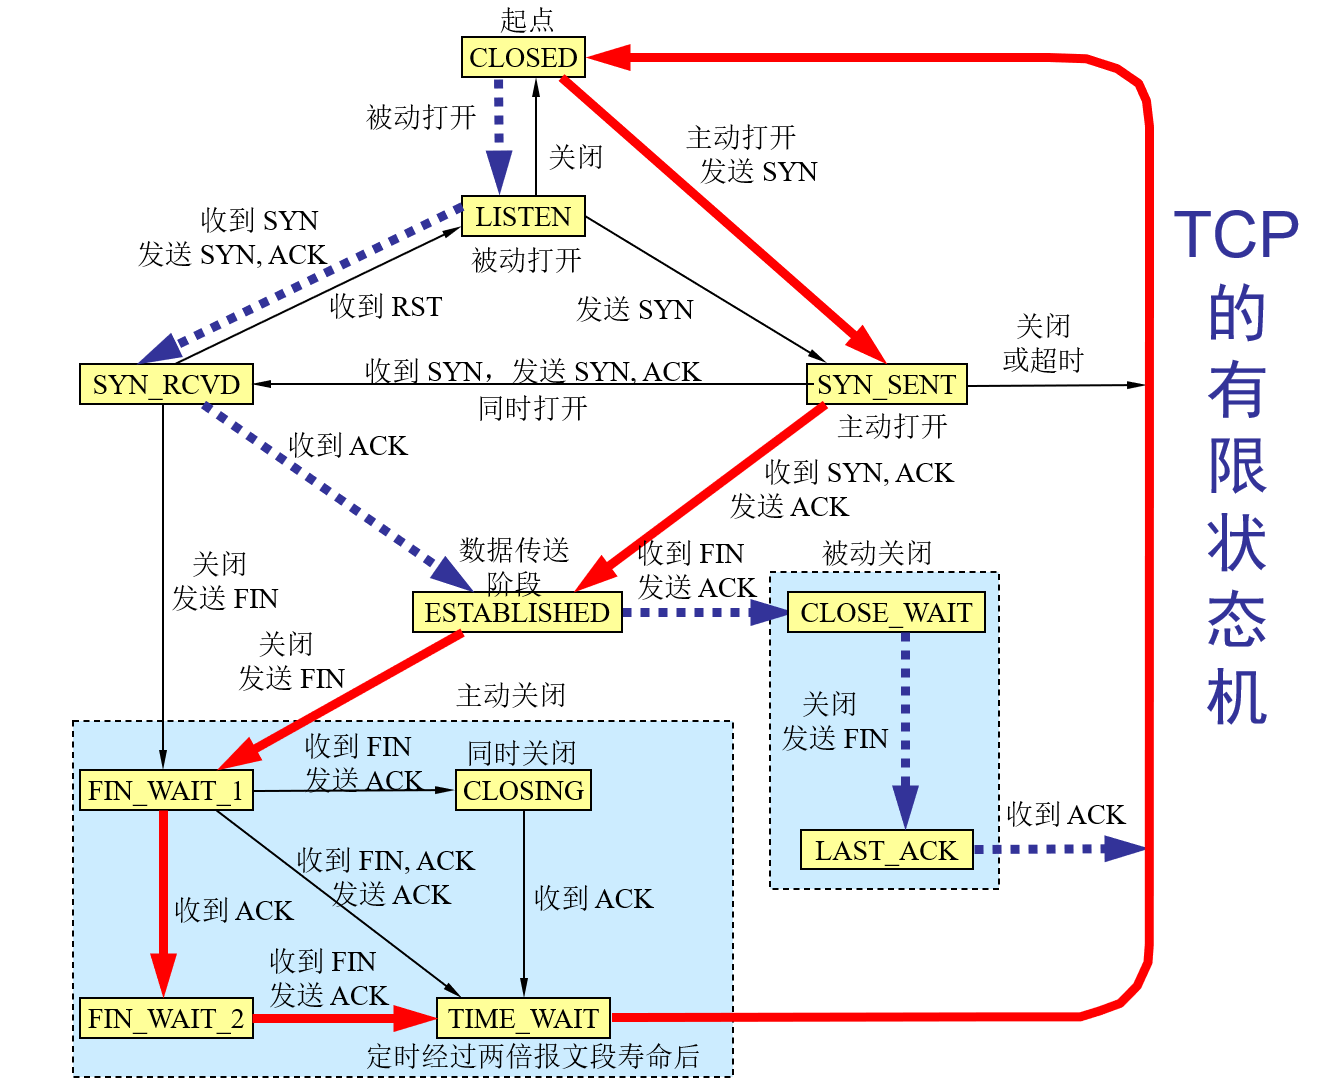 起点
CLOSED
被动打开
关闭
主动打开
发送 SYN
LISTEN
被动打开
收到 SYN
发送 SYN, ACK
收到 RST
发送 SYN
关闭
或超时
SYN_RCVD
收到 SYN，发送 SYN, ACK
同时打开
SYN_SENT
主动打开
收到 ACK
收到 SYN, ACK
发送 ACK
数据传送
阶段
ESTABLISHED
收到 FIN
发送 ACK
被动关闭
CLOSE_WAIT
关闭
发送 FIN
关闭
发送 FIN
主动关闭
关闭
发送 FIN
LAST_ACK
收到 ACK
FIN_WAIT_1
收到 FIN
发送 ACK
同时关闭
CLOSING
收到 FIN, ACK
发送 ACK
收到 ACK
收到 ACK
收到 FIN
发送 ACK
FIN_WAIT_2
TIME_WAIT
定时经过两倍报文段寿命后
TCP
的
有
限
状
态
机